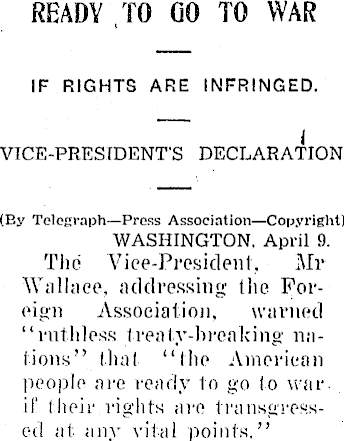 READY TO GO TO WAR
IF RIGHTS ARE INFRINGED.
VICE-PRESIDENT'S DECLARATION
(By Telegraph—Press Association—Copyright)
WASHINGTON, April 9.
The Vice-President, Mr
Wallace, addressing the For-
eign Association, warned
"ruthless treaty-breaking na-
tions" that "the American
people are ready to go to war
if their rights are transgress-
ed at any vital points."